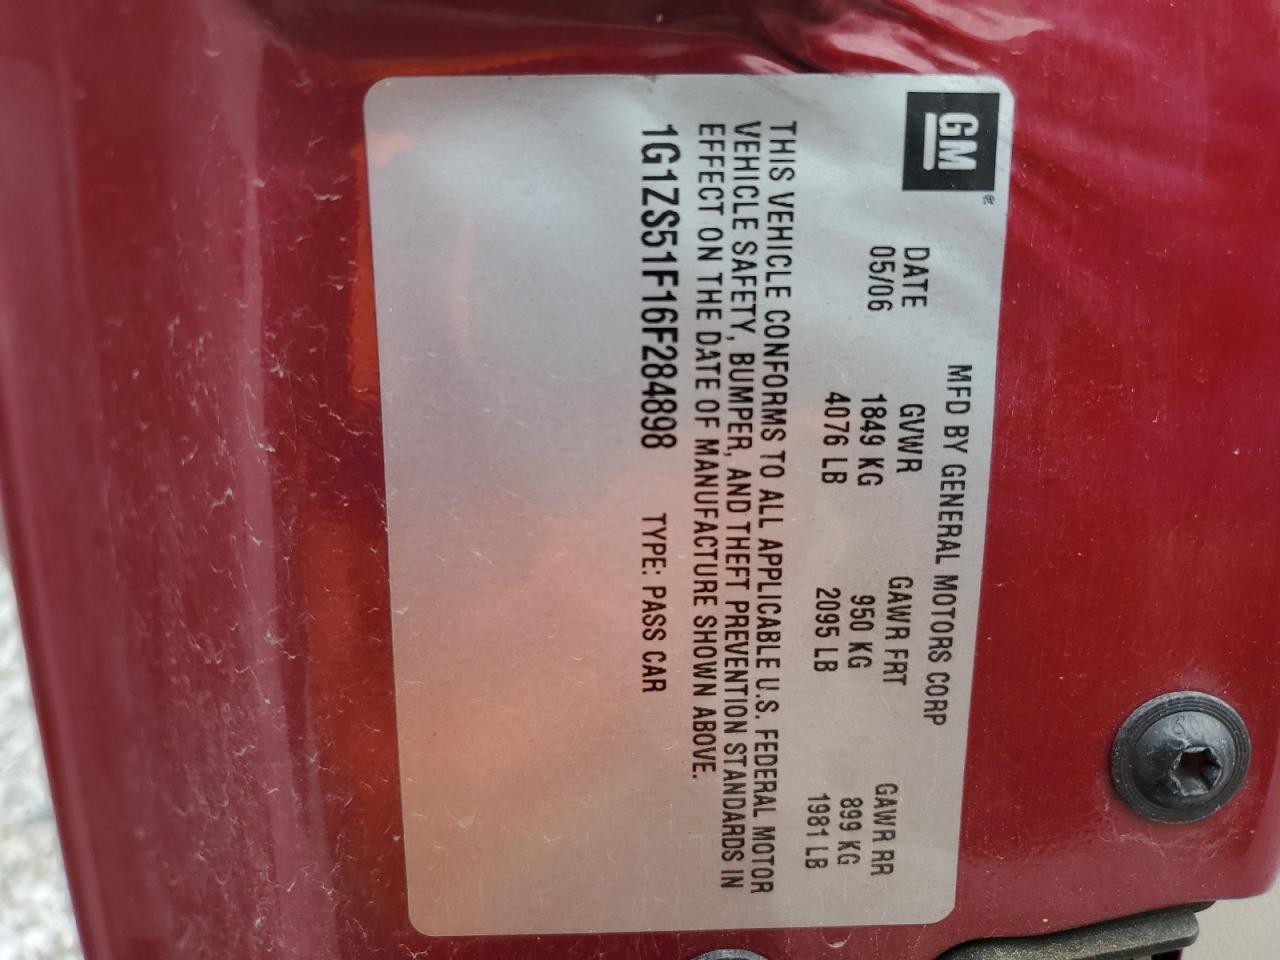 GM
MFD BY GENERAL MOTORS CORP
DATE GVWR GAWR FRT GAWR RR
05/06 1849 KG 950 KG 899 KG
4076 LB 2095 LB 1981 LB
THIS VEHICLE CONFORMS TO ALL APPLICABLE U.S. FEDERAL MOTOR
VEHICLE SAFETY, BUMPER, AND THEFT PREVENTION STANDARDS IN
EFFECT ON THE DATE OF MANUFACTURE SHOWN ABOVE.
1G1ZS51F16F284898 TYPE: PASS CAR